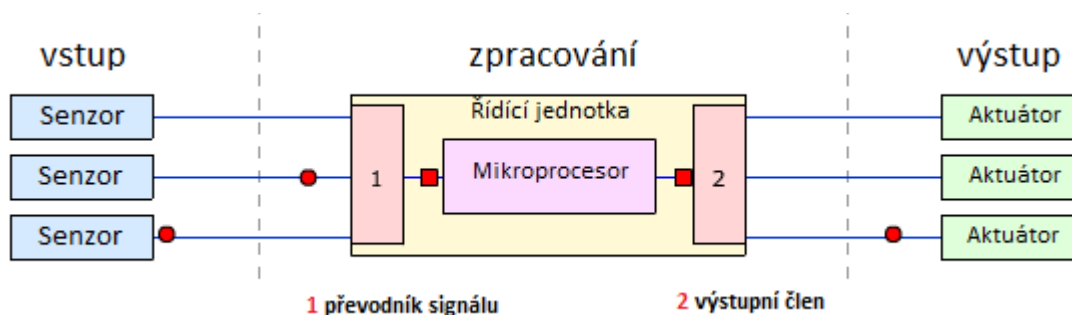 vstup
zpracování
výstup
Senzor
Řídící jednotka
Aktuátor
Senzor
1
Mikroprocesor
2
Aktuátor
Senzor
Aktuátor
1 převodník signálu
2 výstupní člen